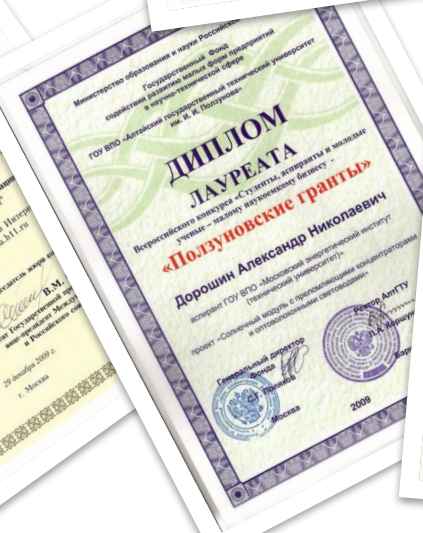 Министерство образования и науки
Государственный Фонд
содействия развитию малых форм предприятий
в научно-технической сфере
ГОУ ВПО «Алтайский государственный технический университет
им. И. И. Ползунова»
ДИПЛОМ
ЛАУРЕАТА
Всероссийского конкурса «Студенты, аспиранты и молодые
ученые – малому наукоемкому бизнесу -
«Ползуновские гранты»
Дорошин Александр Николаевич
аспирант ГОУ ВПО «Московский энергетический институт
(технический университет)»
проект «Солнечный модуль с преломляющими концентраторами
и оптоволоконными световодами»
Генеральный директор
Фонда
С.Г. Поляков
Москва
Ректор АлтГТУ
2009
В.М.
29 декабря 2009 г.
г. Москва